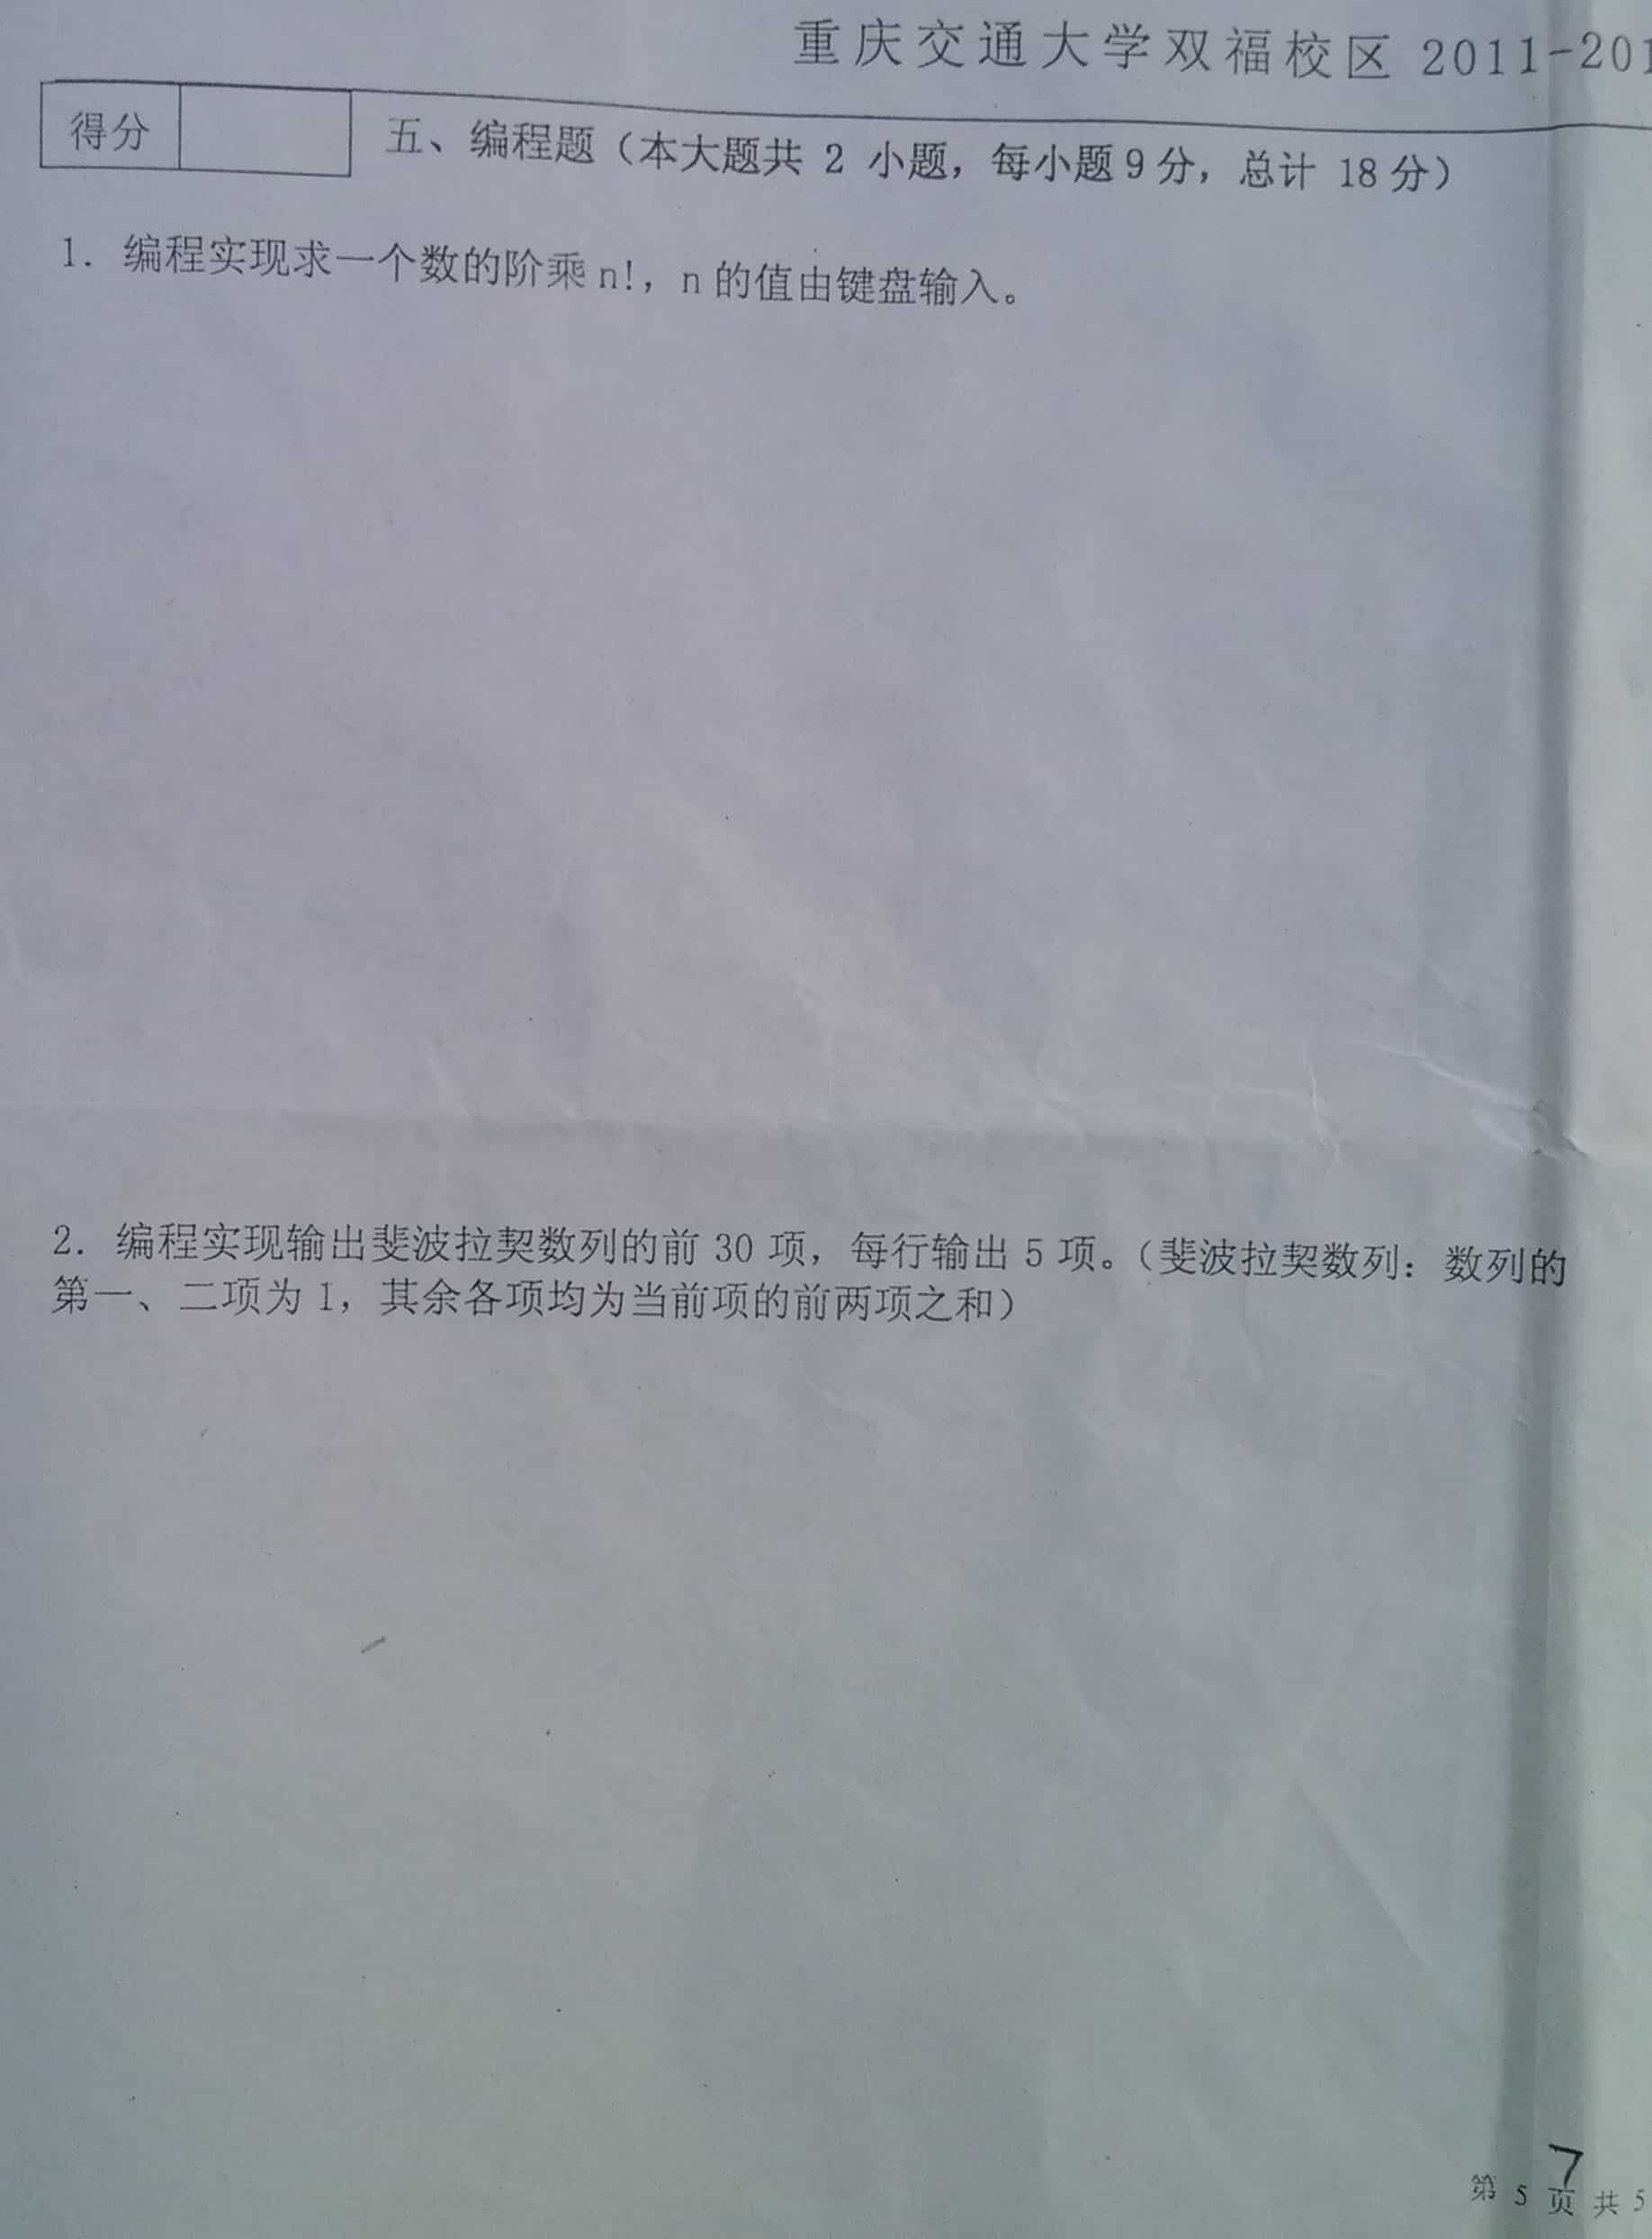 重庆交通大学双福校区 2011-201
得分
五、编程题（本大题共 2 小题，每小题9分，总计 18分）
1. 编程实现求一个数的阶乘n!，n的值由键盘输入。
2. 编程实现输出斐波拉契数列的前 30 项，每行输出 5 项。（斐波拉契数列：数列的
第一、二项为 1，其余各项均为当前项的前两项之和）
7
第 5 页 共 5